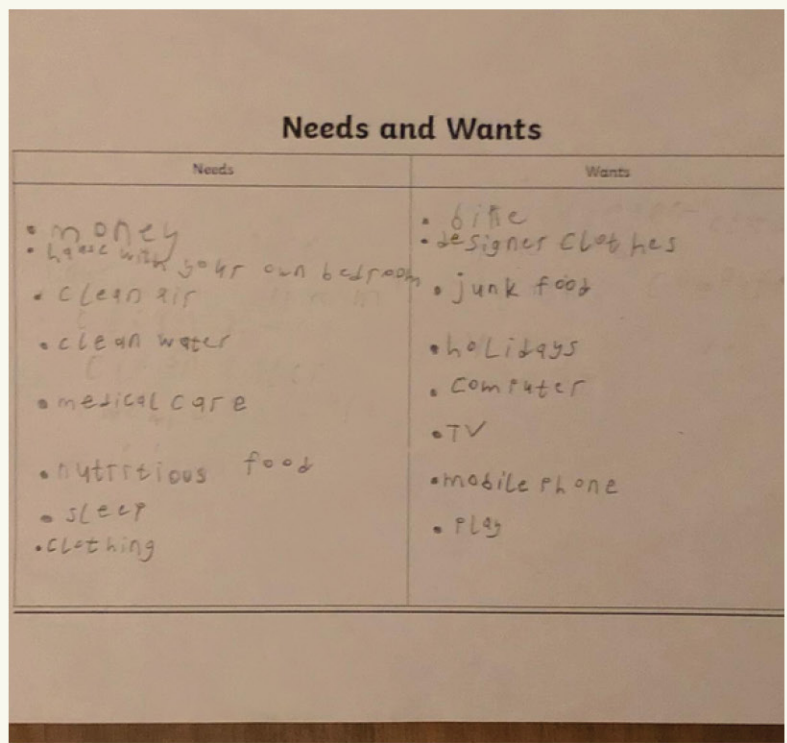 Needs and Wants
Needs
• money
• house with your own bedroom
• clean air
• clean water
• medical care
• nutritious food
• sleep
• clothing
Wants
• bike
• designer clothes
• junk food
• holidays
• computer
• TV
• mobile phone
• play